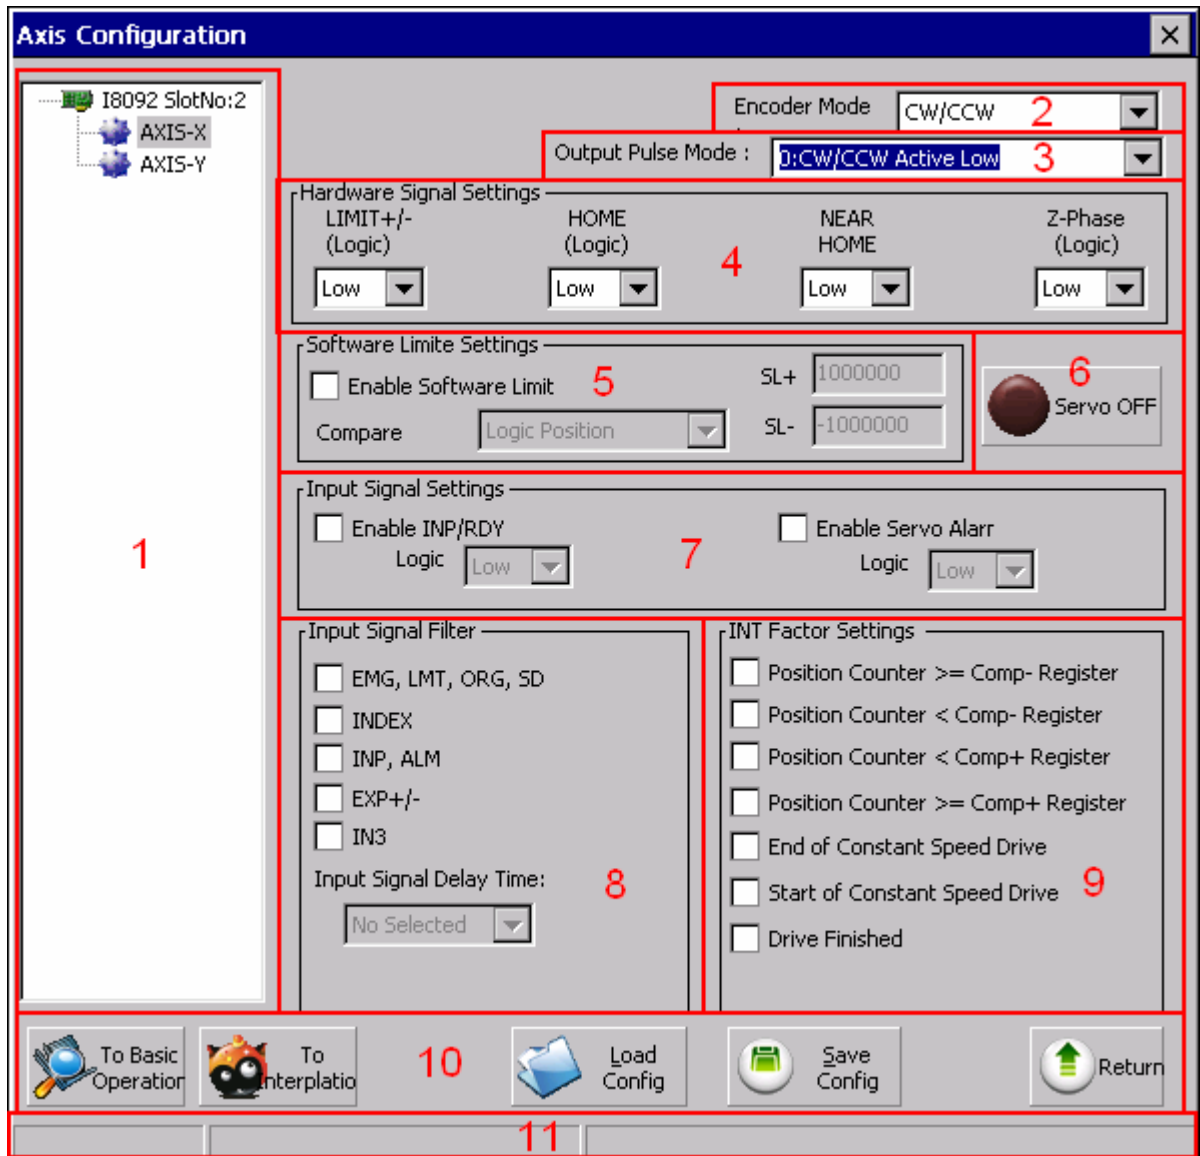 Axis Configuration
I8092 SlotNo:2
AXIS-X
AXIS-Y
1
Encoder Mode
CW/CCW
2
Output Pulse Mode :
0:CW/CCW Active Low
3
Hardware Signal Settings
LIMIT+/-
(Logic)
Low
HOME
(Logic)
Low
4
NEAR
HOME
Low
Z-Phase
(Logic)
Low
Software Limite Settings
Enable Software Limit
5
SL+
1000000
Compare
Logic Position
SL-
-1000000
6
Servo OFF
Input Signal Settings
Enable INP/RDY
Logic
Low
7
Enable Servo Alarr
Logic
Low
Input Signal Filter
EMG, LMT, ORG, SD
INDEX
INP, ALM
EXP+/-
IN3
Input Signal Delay Time:
No Selected
8
INT Factor Settings
Position Counter >= Comp- Register
Position Counter < Comp- Register
Position Counter < Comp+ Register
Position Counter >= Comp+ Register
End of Constant Speed Drive
Start of Constant Speed Drive
9
Drive Finished
To Basic
Operation
To
Interplatio
10
Load
Config
Save
Config
Return
11